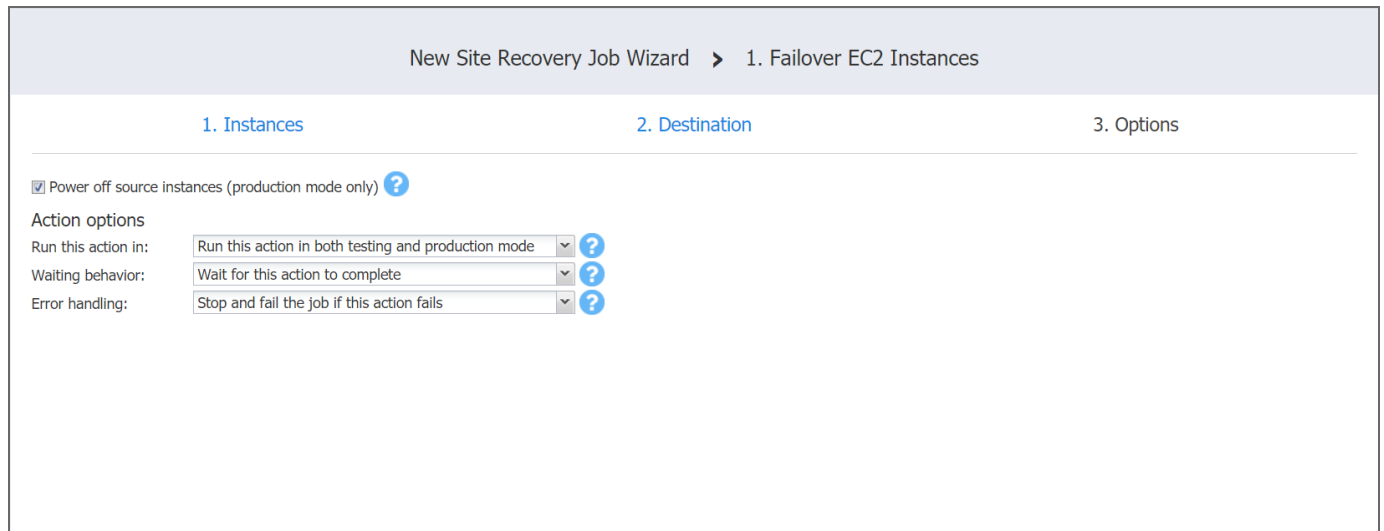 New Site Recovery Job Wizard > 1. Failover EC2 Instances
1. Instances 2. Destination 3. Options
Power off source instances (production mode only) ?
Action options
Run this action in: Run this action in both testing and production mode ?
Waiting behavior: Wait for this action to complete ?
Error handling: Stop and fail the job if this action fails ?